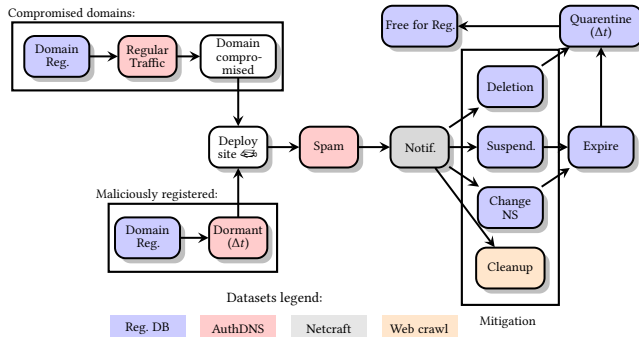 Compromised domains:
Domain
Reg.
Regular
Traffic
Domain
compro-
mised
Free for Reg.
Quarentine
(Δt)
Deletion
Deploy
site
Spam
Notif.
Suspend.
Expire
Change
NS
Maliciously registered:
Domain
Reg.
Dormant
(Δt)
Cleanup
Mitigation
Datasets legend:
Reg. DB
AuthDNS
Netcraft
Web crawl